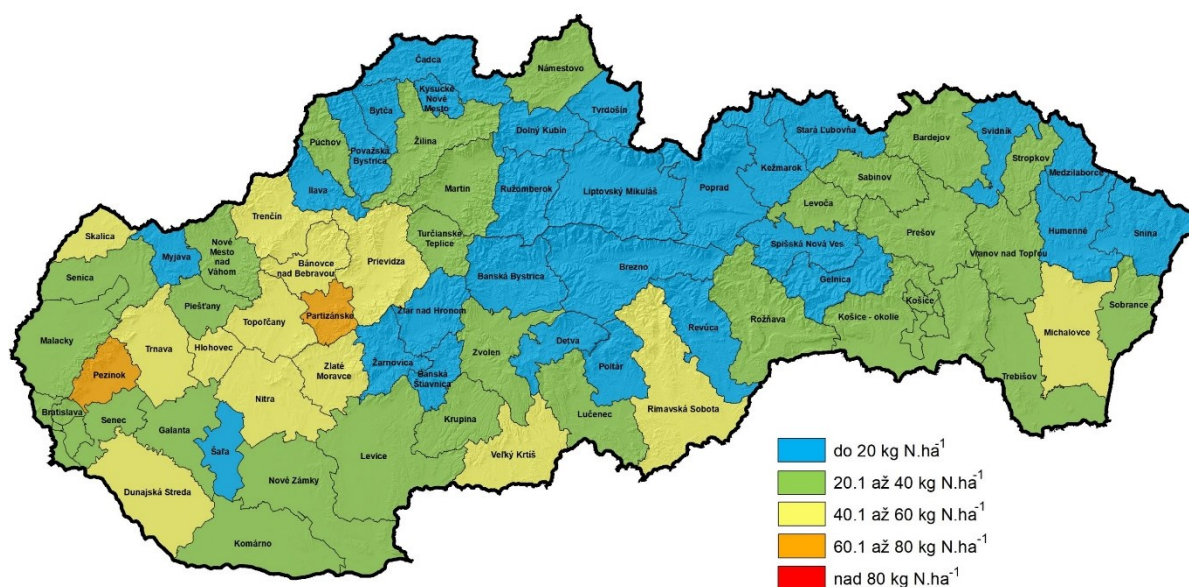 Čadca
Námestovo
Kysucké
Nové
Mesto
Bytča
Tvrdošín
Dolný Kubín
Stará Ľubovňa
Bardejov
Svidník
Púchov
Považská
Bystrica
Žilina
Stropkov
Kežmarok
Sabinov
Medzilaborce
Ilava
Martin
Ružomberok
Liptovský Mikuláš
Poprad
Levoča
Trenčín
Turčianske
Teplice
Prešov
Humenné
Snina
Skalica
Myjava
Nové
Mesto
nad
Váhom
Bánovce
nad Bebravou
Prievidza
Banská Bystrica
Brezno
Spišská Nová Ves
Gelnica
Vranov nad Topľou
Senica
Piešťany
Topoľčany
Partizánske
Žiar nad Hronom
Košice
Sobrance
Malacky
Trnava
Hlohovec
Zvolen
Detva
Revúca
Rožňava
Košice - okolie
Michalovce
Pezinok
Zlaté
Moravce
Žarnovica
Banská
Štiavnica
Poltár
Trebišov
Nitra
Bratislava
Senec
Galanta
Šaľa
Levice
Krupina
Lučenec
Rimavská Sobota
Veľký Krtíš
Dunajská Streda
Nové Zámky
Komárno
do 20 kg N.ha⁻¹
20.1 až 40 kg N.ha⁻¹
40.1 až 60 kg N.ha⁻¹
60.1 až 80 kg N.ha⁻¹
nad 80 kg N.ha⁻¹